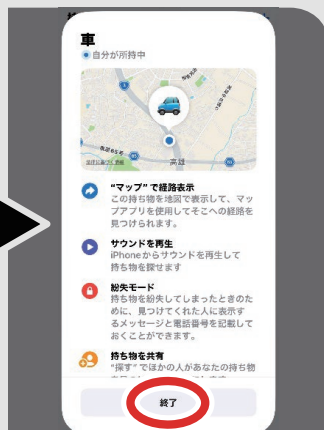 車
自分が所持中
高雄
“マップ”で経路表示
この持ち物を地図で表示して、マッ
プアプリを使用してそこへの経路を
見つけられます。
サウンドを再生
iPhoneからサウンドを再生して
持ち物を探せます
紛失モード
持ち物を紛失してしまったときのた
めに、見つけてくれた人に表示す
るメッセージと電話番号を記載して
おくことができます。
持ち物を共有
“探す”でほかの人があなたの持ち物
終了